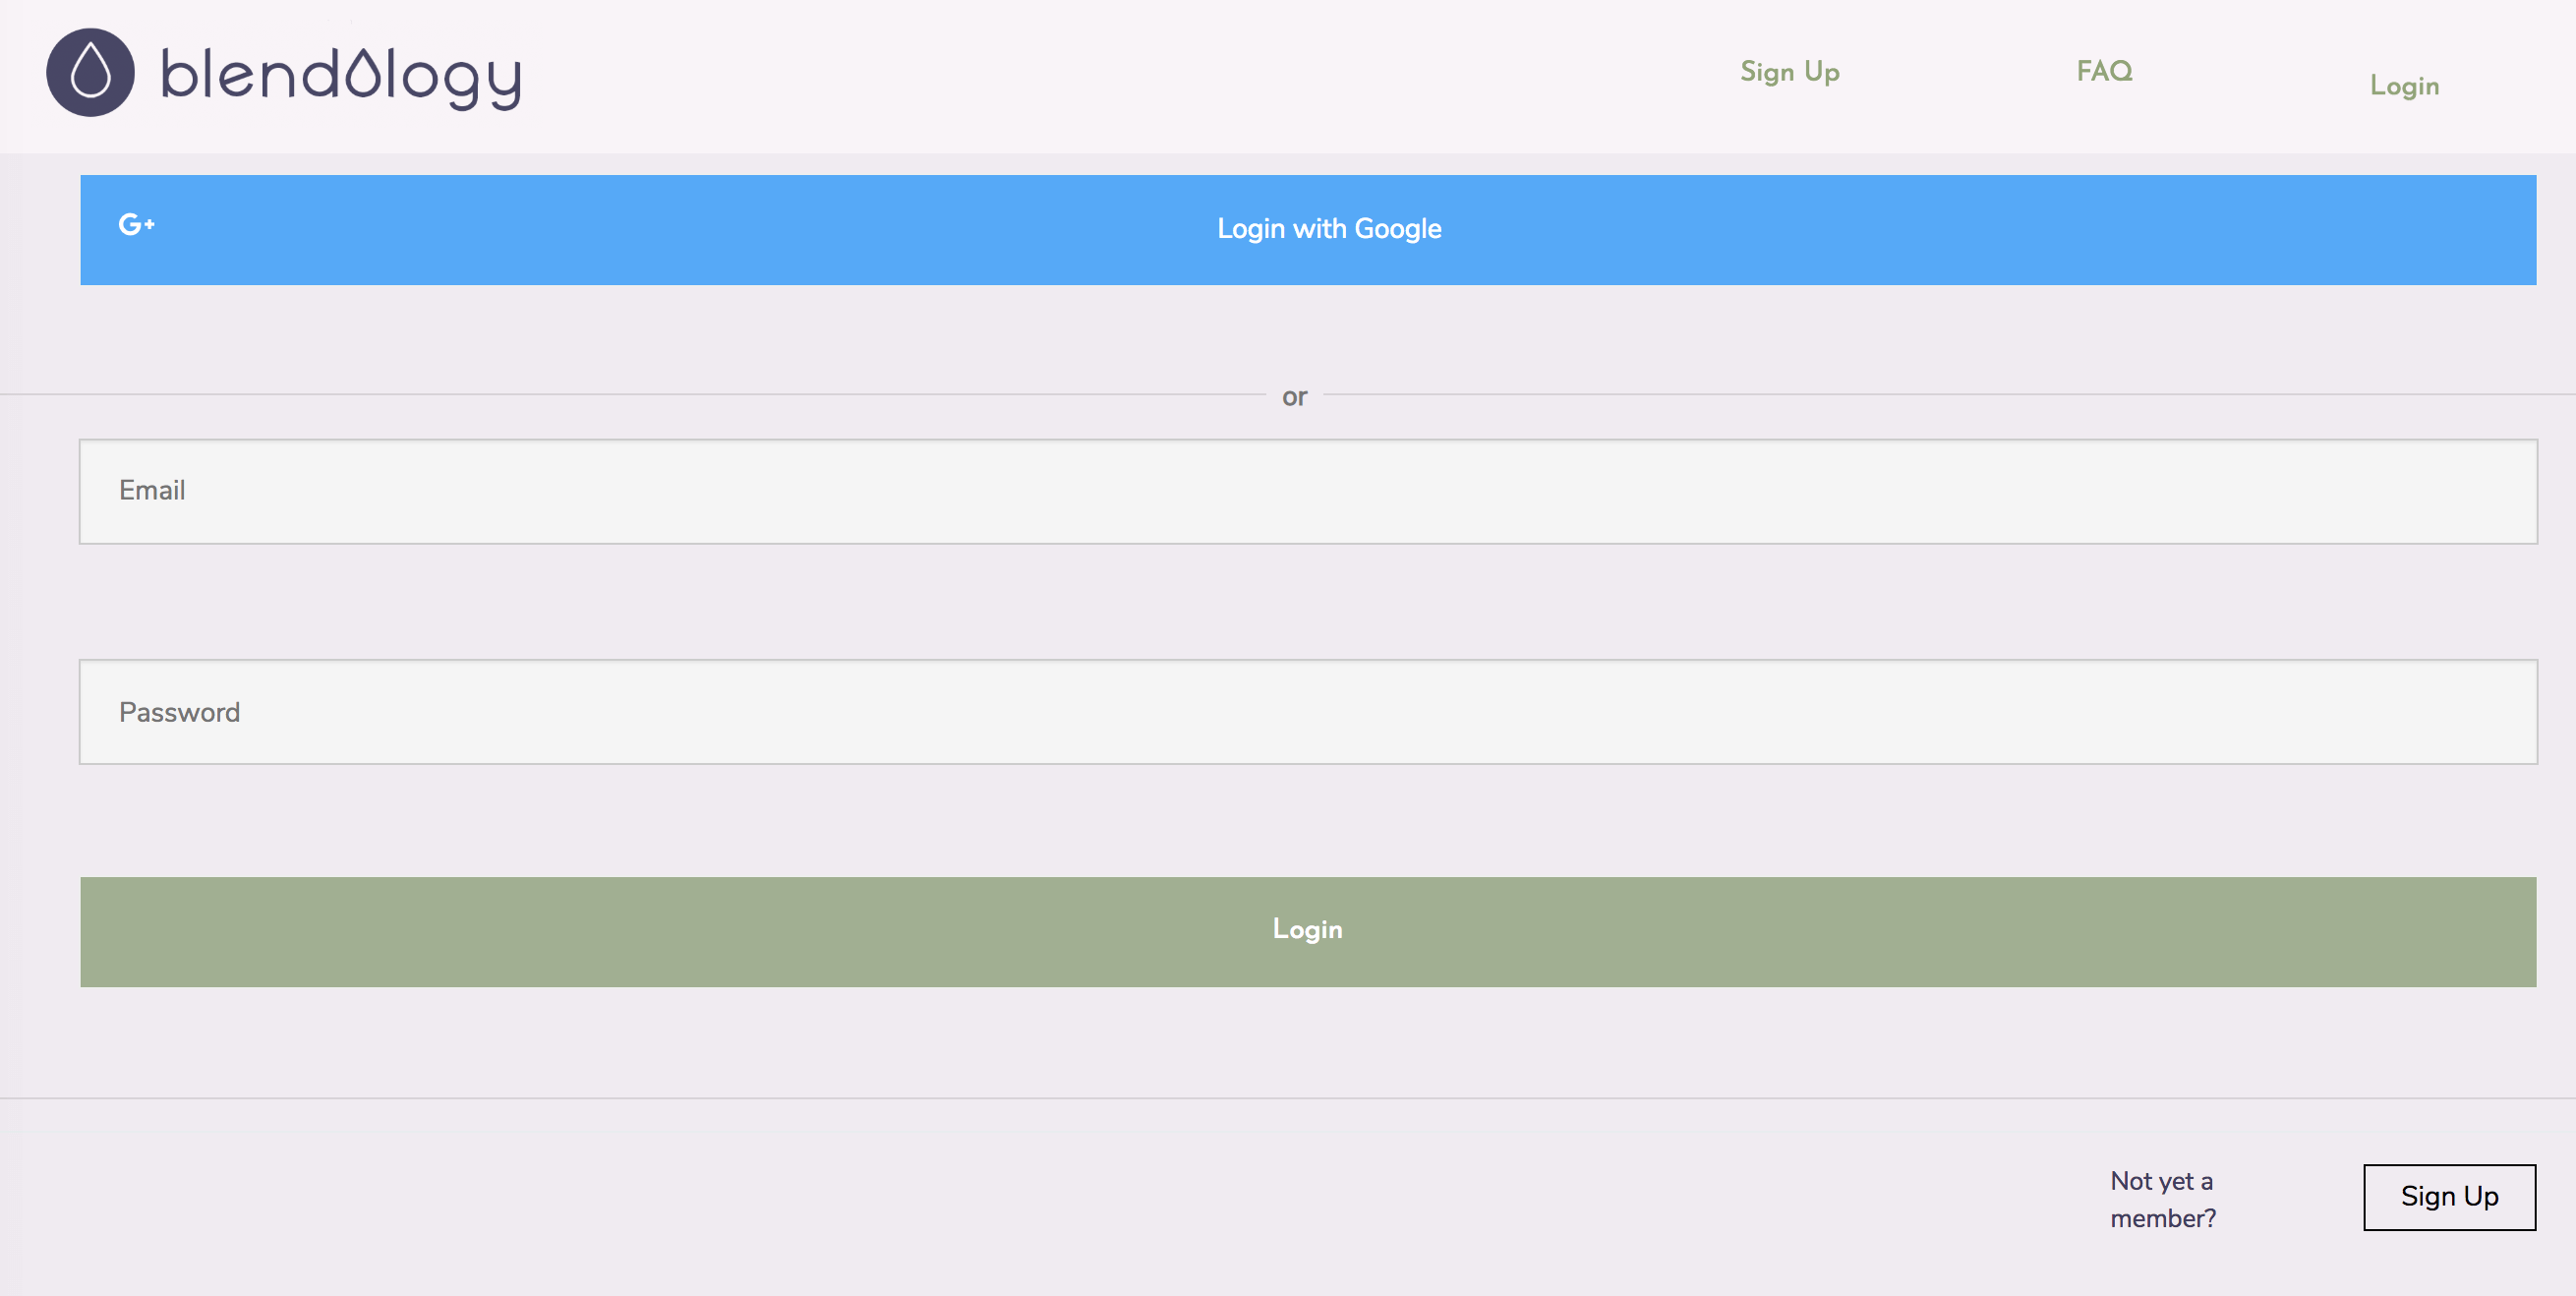 blendology
Sign Up
FAQ
Login
G+
Login with Google
or
Email
Password
Login
Not yet a
member?
Sign Up